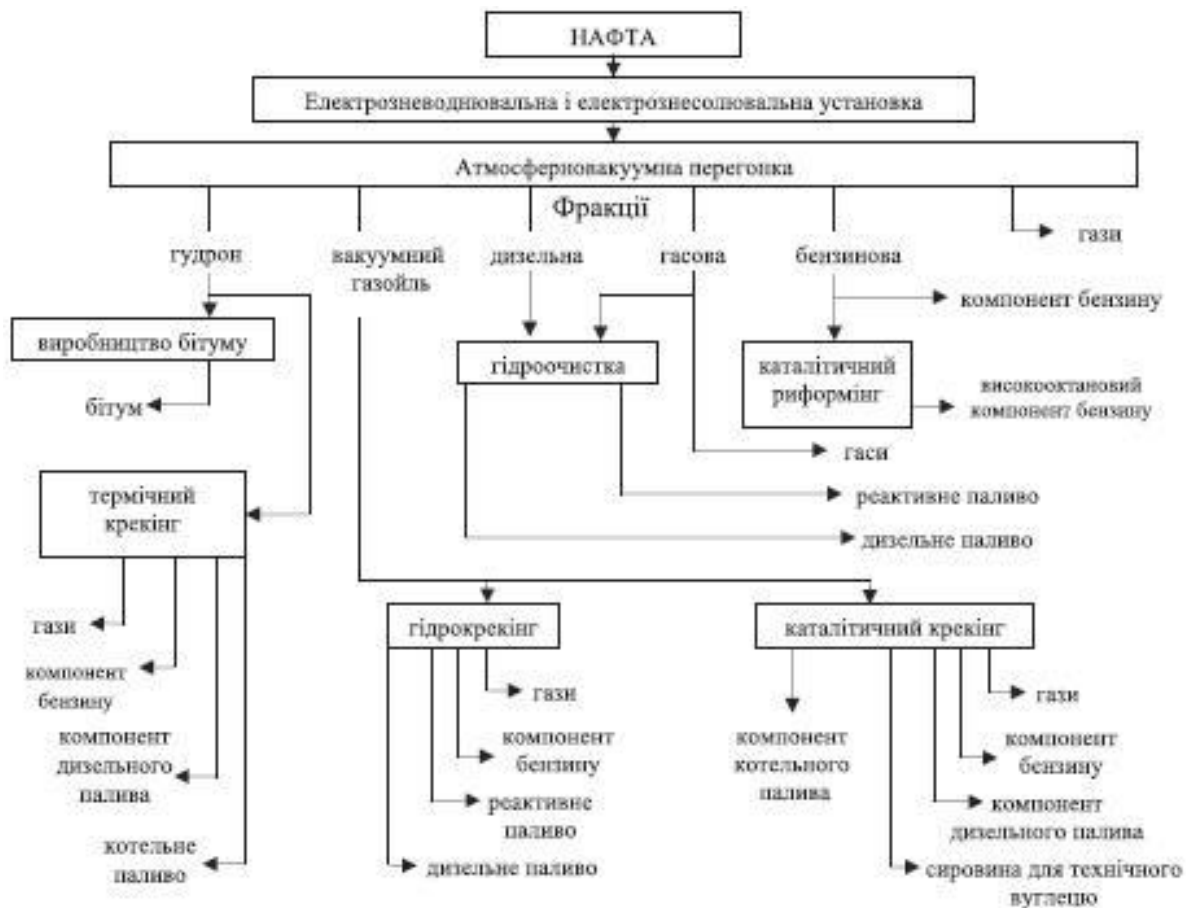 НАФТА
Електрозневоднювальна і електрознесолювальна установка
Атмосферновакуумна перегонка
Фракції
гази
гудрон
вакуумний
газойль
дизельна
гасова
бензинова
компонент бензину
виробництво бітуму
гідроочистка
каталітичний
риформінг
високооктановий
компонент бензину
бітум
гаси
термічний
крекінг
реактивне паливо
дизельне паливо
гази
компонент
бензину
компонент
дизельного
палива
котельне
паливо
гідрокрекінг
гази
компонент
бензину
реактивне
паливо
дизельне паливо
каталітичний крекінг
компонент
котельного
палива
гази
компонент
бензину
компонент
дизельного палива
сировина для технічного
вуглецю